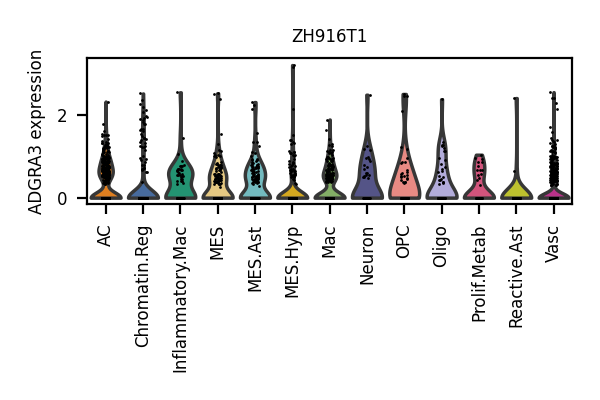 ZH916T1
ADGRA3 expression
2
0
AC
Chromatin.Reg
Inflammatory.Mac
MES
MES.Ast
MES.Hyp
Mac
Neuron
OPC
Oligo
Prolif.Metab
Reactive.Ast
Vasc